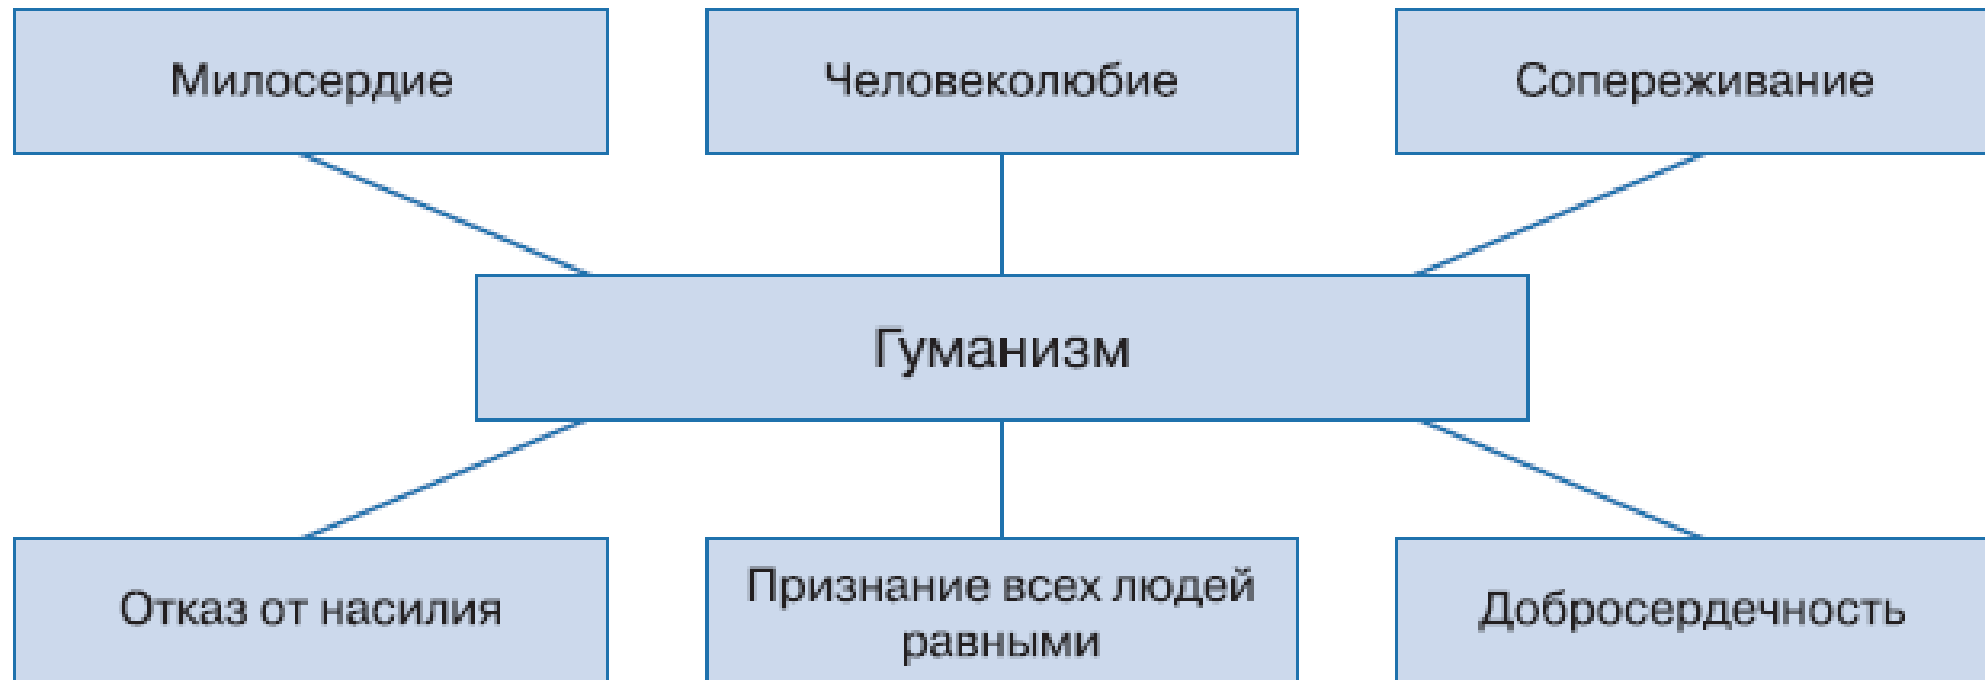 Милосердие
Человеколюбие
Сопереживание
Гуманизм
Отказ от насилия
Признание всех людей
равными
Добросердечность